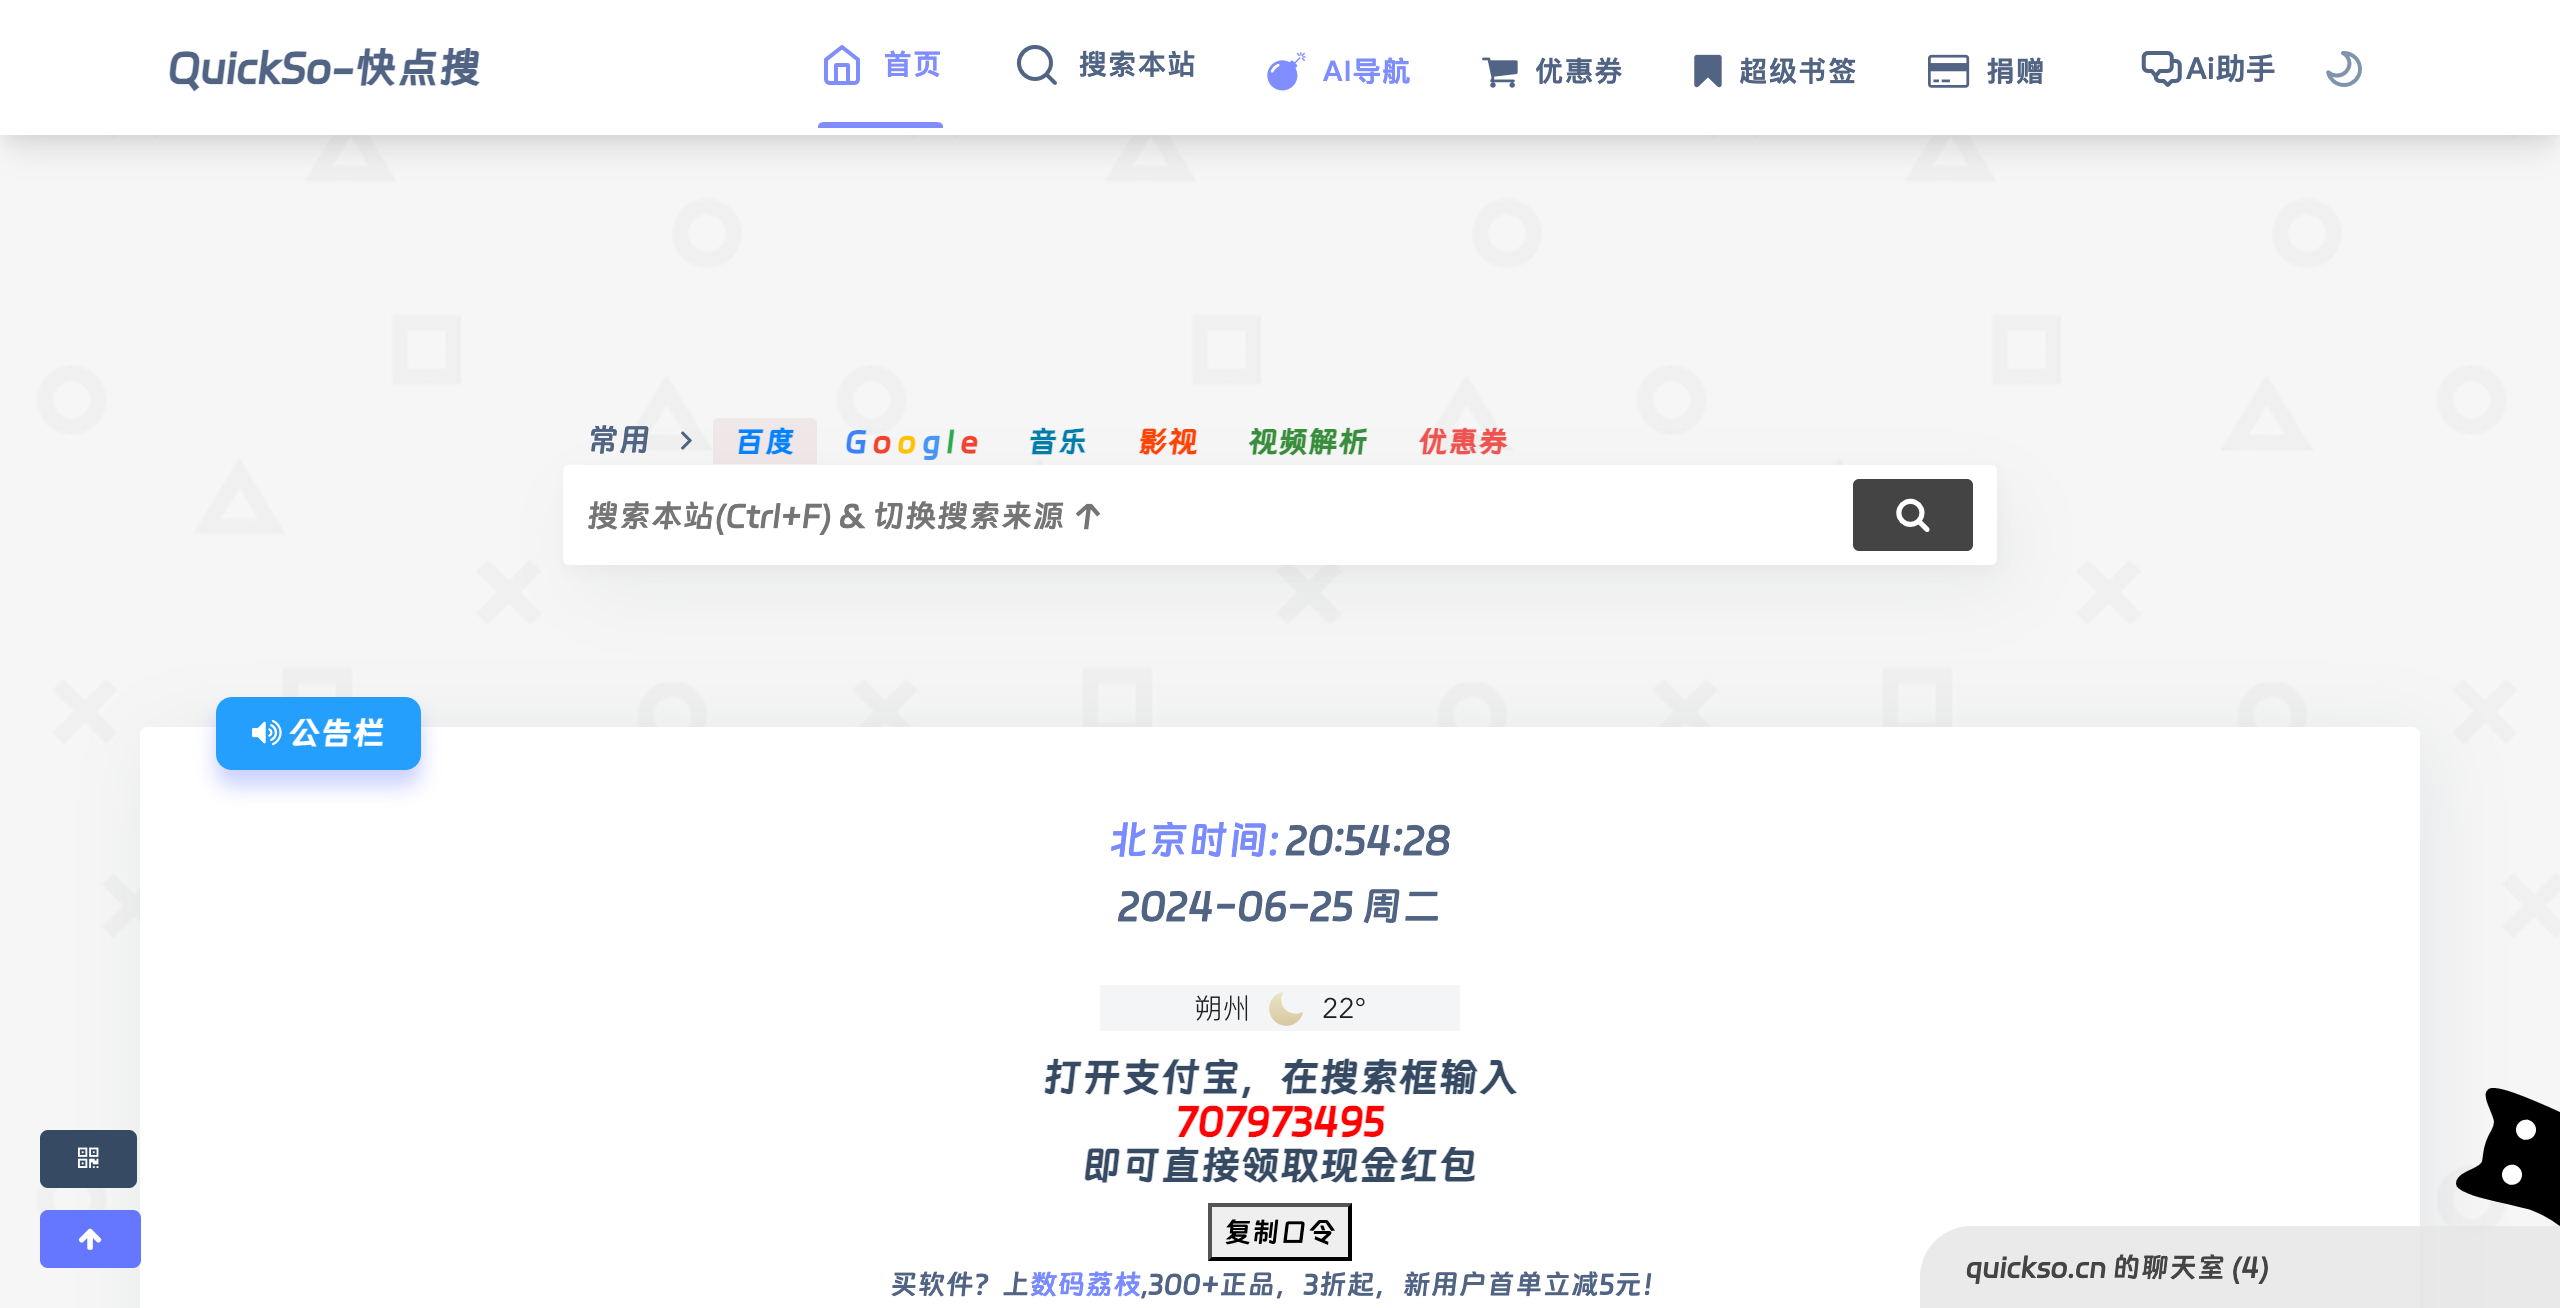 QuickSo-快点搜
首页 搜索本站 AI导航 优惠券 超级书签 捐赠 Ai助手
常用 > 百度 Google 音乐 影视 视频解析 优惠券
搜索本站(Ctrl+F) & 切换搜索来源 ↑
公告栏
北京时间: 20:54:28
2024-06-25 周二
朔州 22°
打开支付宝，在搜索框输入
707973495
即可直接领取现金红包
复制口令
买软件？上数码荔枝,300+正品，3折起，新用户首单立减5元！
quickso.cn 的聊天室 (4)